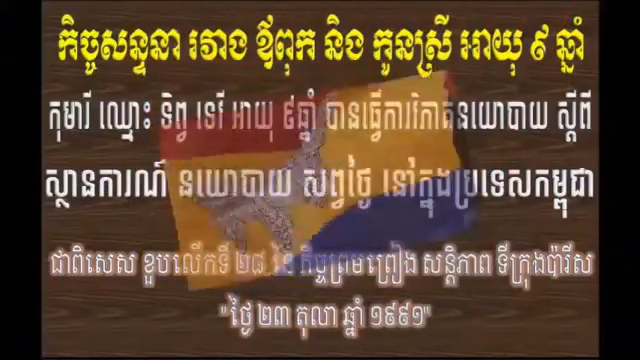 កិច្ចសន្ទនា រវាង ឪពុក និង កូនស្រី អាយុ ៩ ឆ្នាំ
កុមារី ឈ្មោះ ទិព្វ ទេវី អាយុ ៩ឆ្នាំ បានធ្វើការវិភាគនយោបាយ ស្តីពី
ស្ថានការណ៍ នយោបាយ សព្វថ្ងៃ នៅក្នុងប្រទេសកម្ពុជា
ជាពិសេស ខួបលើកទី ២៨ នៃ កិច្ចព្រមព្រៀង សន្តិភាព ទីក្រុងប៉ារីស
"ថ្ងៃ ២៣ តុលា ឆ្នាំ ១៩៩១"